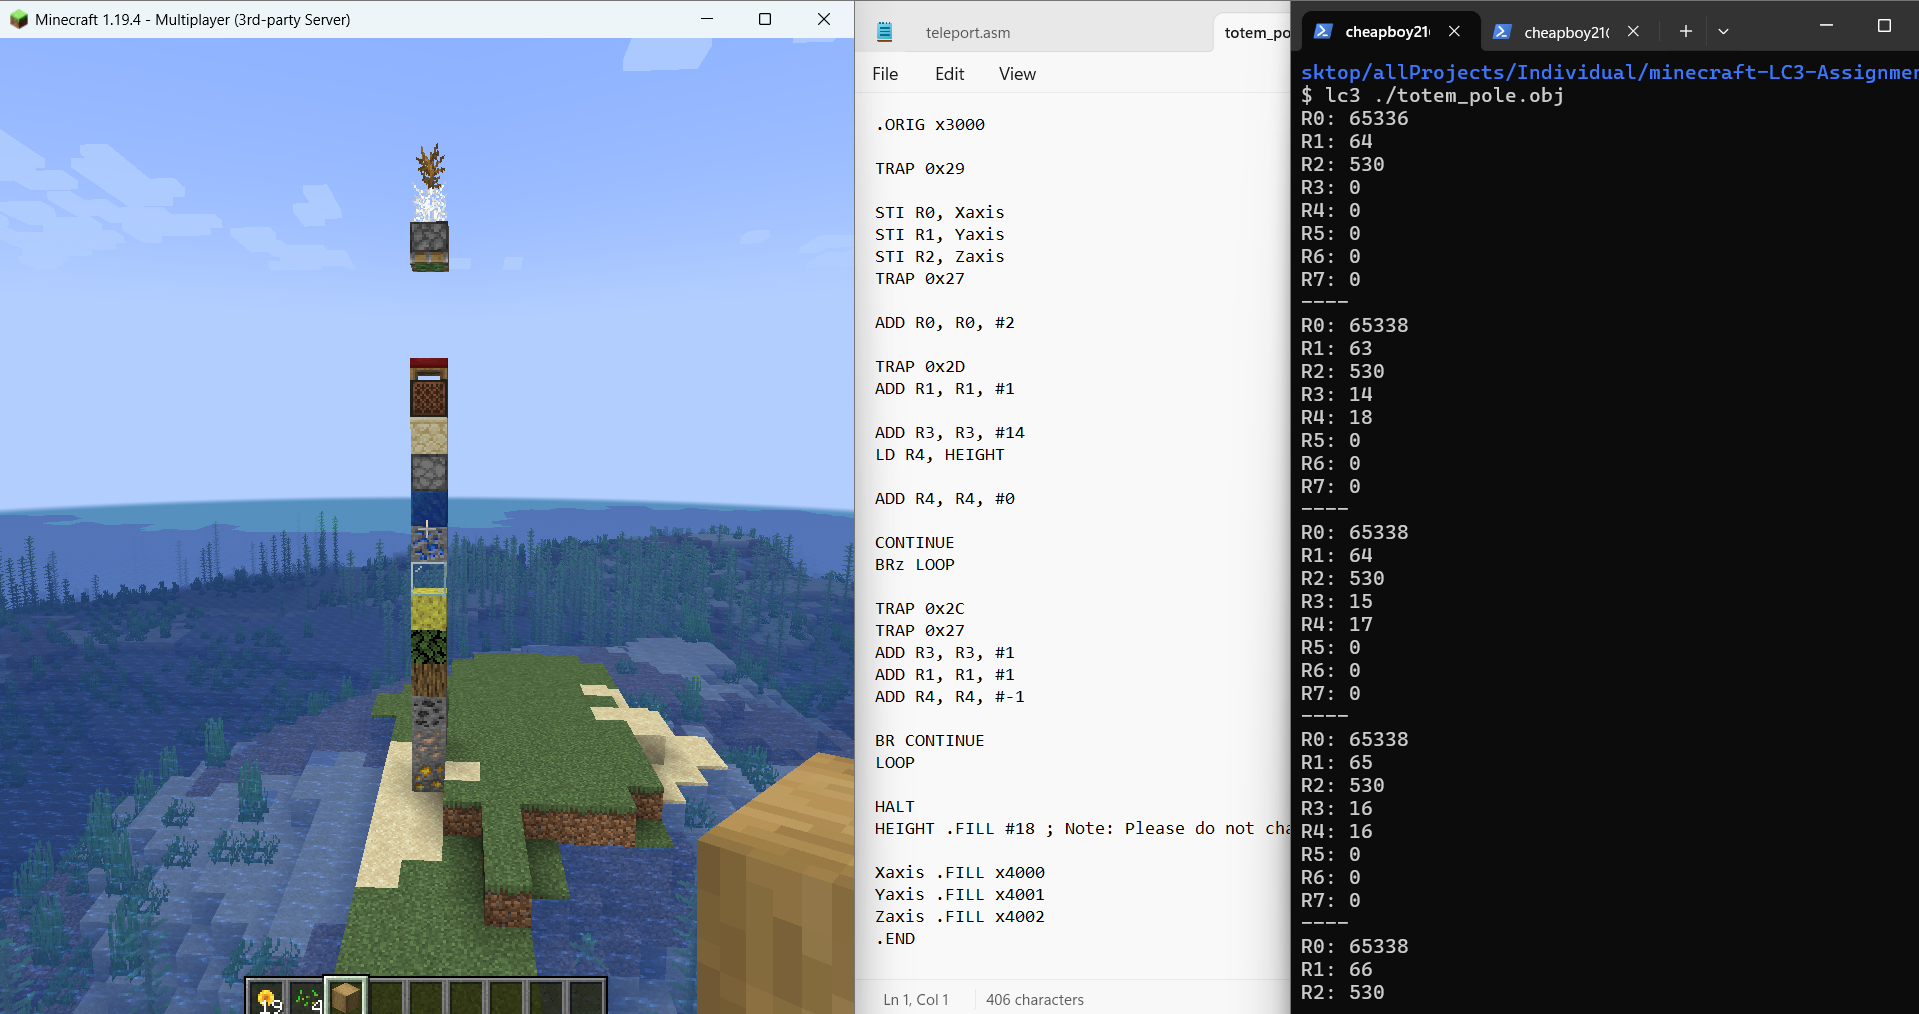 Minecraft 1.19.4 - Multiplayer (3rd-party Server)
19
4
teleport.asm
totem_po
File Edit View
.ORIG x3000
TRAP 0x29
STI R0, Xaxis
STI R1, Yaxis
STI R2, Zaxis
TRAP 0x27
ADD R0, R0, #2
TRAP 0x2D
ADD R1, R1, #1
ADD R3, R3, #14
LD R4, HEIGHT
ADD R4, R4, #0
CONTINUE
BRz LOOP
TRAP 0x2C
TRAP 0x27
ADD R3, R3, #1
ADD R1, R1, #1
ADD R4, R4, #-1
BR CONTINUE
LOOP
HALT
HEIGHT .FILL #18 ; Note: Please do not cha
Xaxis .FILL x4000
Yaxis .FILL x4001
Zaxis .FILL x4002
.END
Ln 1, Col 1 406 characters
cheapboy21 cheapboy21(
sktop/allProjects/Individual/minecraft-LC3-Assignmen
$ lc3 ./totem_pole.obj
R0: 65336
R1: 64
R2: 530
R3: 0
R4: 0
R5: 0
R6: 0
R7: 0
----
R0: 65338
R1: 63
R2: 530
R3: 14
R4: 18
R5: 0
R6: 0
R7: 0
----
R0: 65338
R1: 64
R2: 530
R3: 15
R4: 17
R5: 0
R6: 0
R7: 0
----
R0: 65338
R1: 65
R2: 530
R3: 16
R4: 16
R5: 0
R6: 0
R7: 0
----
R0: 65338
R1: 66
R2: 530